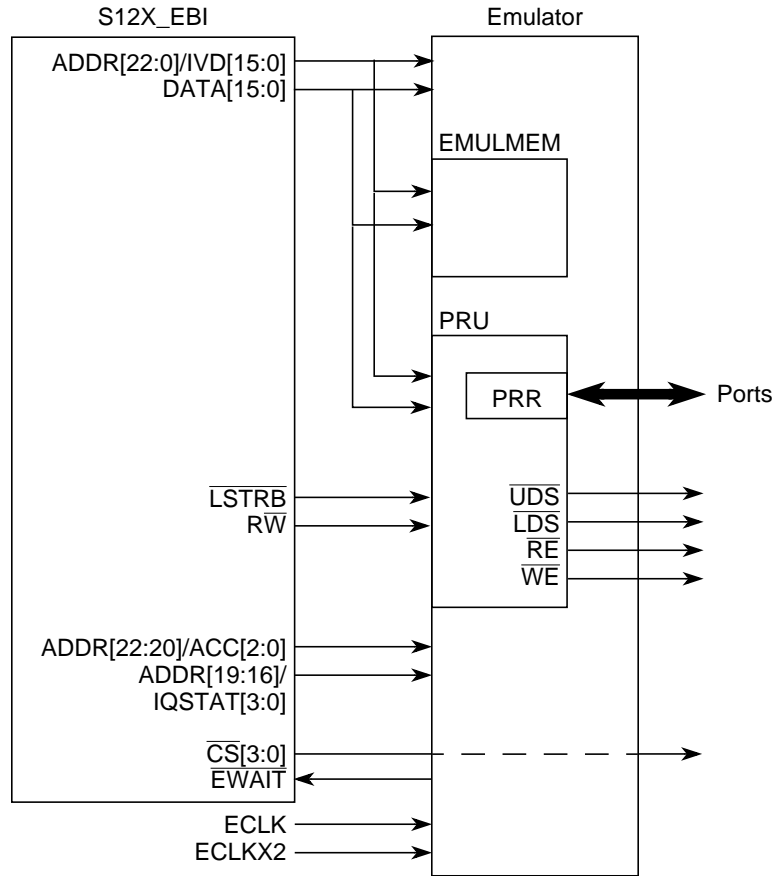 S12X_EBI
Emulator
ADDR[22:0]/IVD[15:0]
DATA[15:0]
EMULMEM
PRU
PRR
Ports
LSTRB
RW
UDS
LDS
RE
WE
ADDR[22:20]/ACC[2:0]
ADDR[19:16]/
IQSTAT[3:0]
CS[3:0]
EWAIT
ECLK
ECLKX2